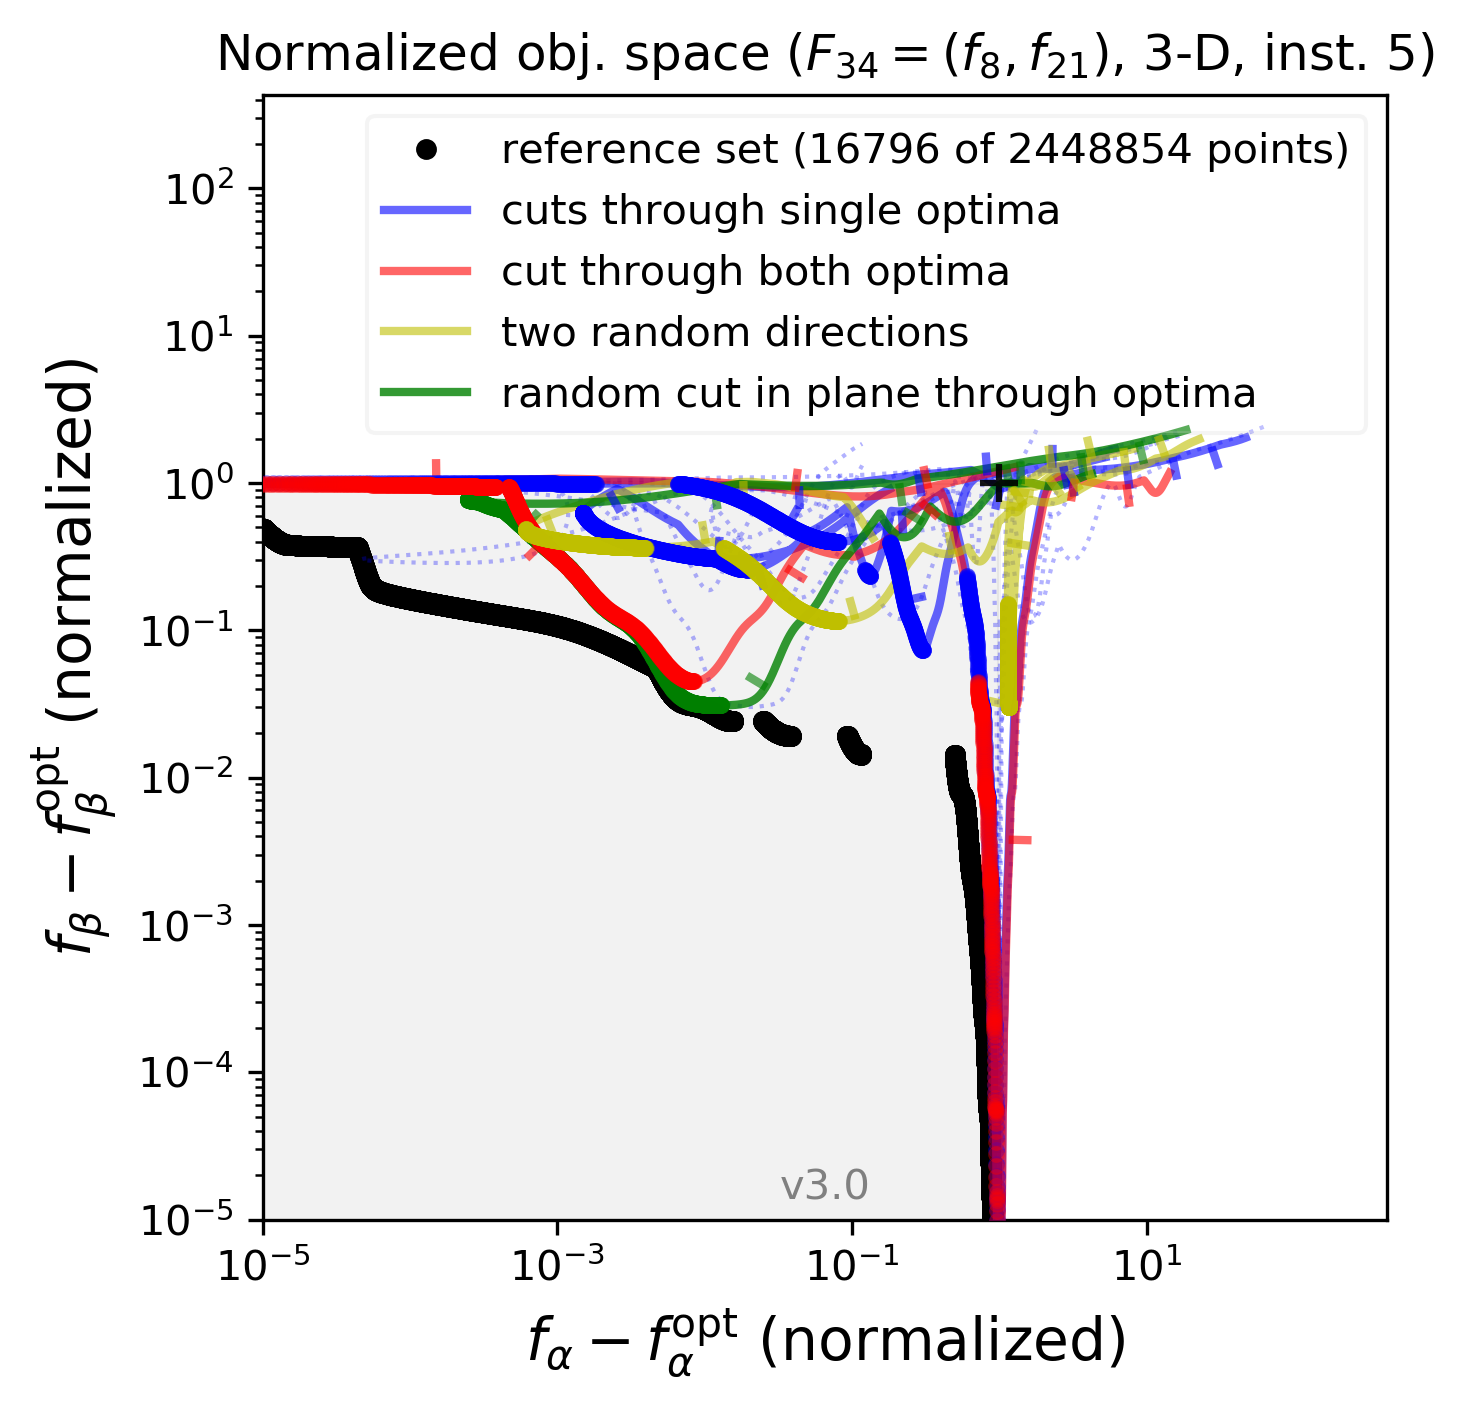 Normalized obj. space (F₃₄ = (f₈, f₂₁), 3-D, inst. 5)
reference set (16796 of 2448854 points)
cuts through single optima
cut through both optima
two random directions
random cut in plane through optima
10²
10¹
10⁰
10⁻¹
10⁻²
10⁻³
10⁻⁴
10⁻⁵
f_β − f_β^opt (normalized)
v3.0
10⁻⁵
10⁻³
10⁻¹
10¹
f_α − f_α^opt (normalized)